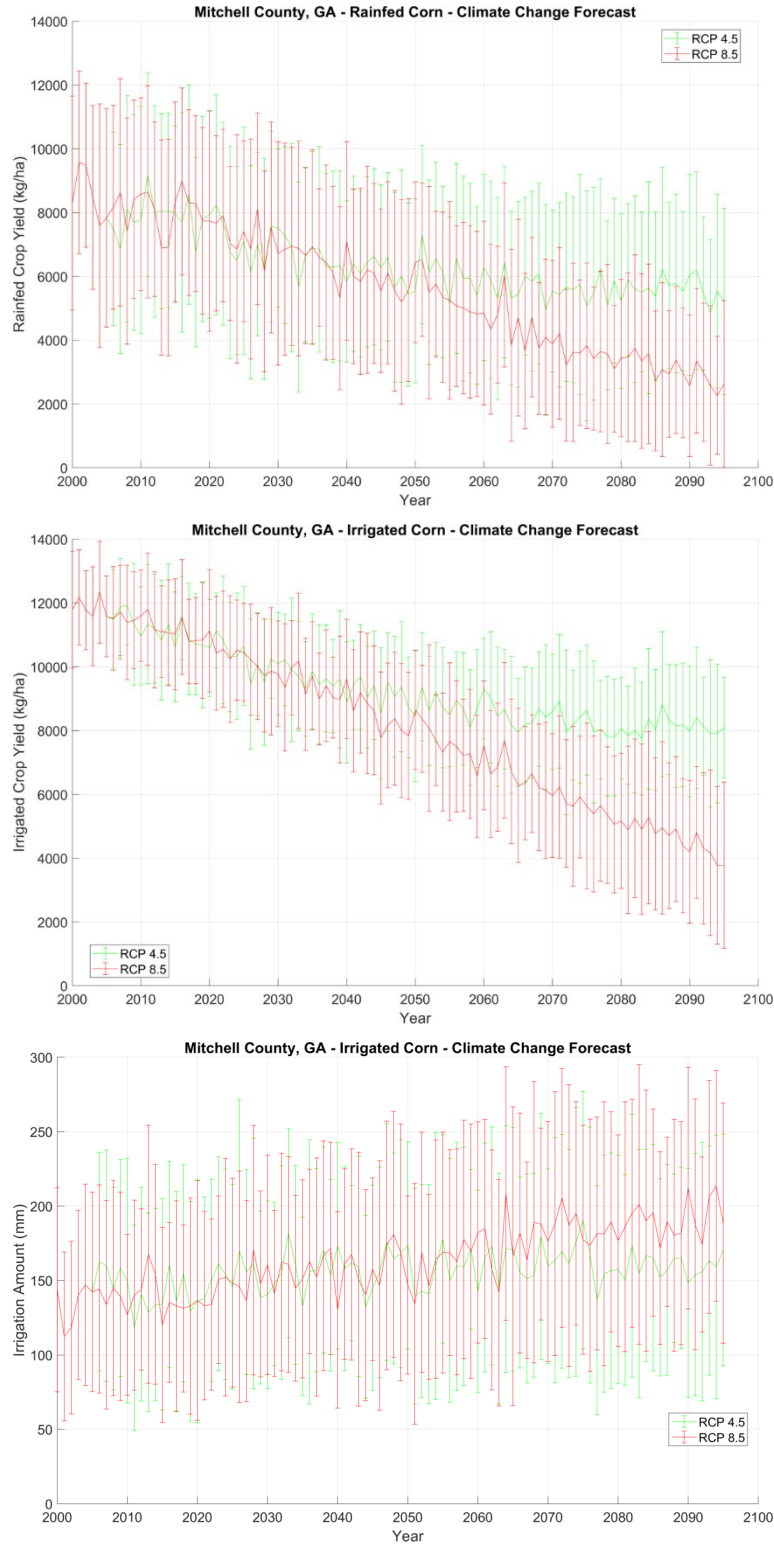 Mitchell County, GA - Rainfed Corn - Climate Change Forecast
14000
12000
10000
8000
6000
4000
2000
0
Rainfed Crop Yield (kg/ha)
RCP 4.5
RCP 8.5
2000 2010 2020 2030 2040 2050 2060 2070 2080 2090 2100
Year
Mitchell County, GA - Irrigated Corn - Climate Change Forecast
14000
12000
10000
8000
6000
4000
2000
0
Irrigated Crop Yield (kg/ha)
RCP 4.5
RCP 8.5
2000 2010 2020 2030 2040 2050 2060 2070 2080 2090 2100
Year
Mitchell County, GA - Irrigated Corn - Climate Change Forecast
300
250
200
150
100
50
0
Irrigation Amount (mm)
RCP 4.5
RCP 8.5
2000 2010 2020 2030 2040 2050 2060 2070 2080 2090 2100
Year